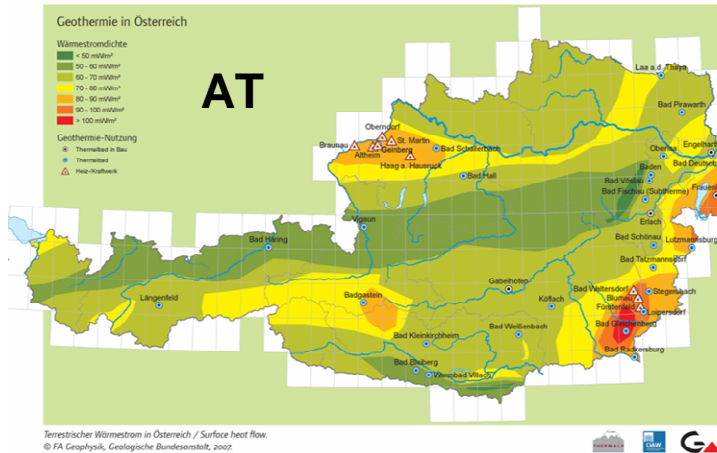 Geothermie in Österreich
Wärmestromdichte
< 50 mW/m²
50 - 60 mW/m²
60 - 70 mW/m²
70 - 80 mW/m²
80 - 90 mW/m²
90 - 100 mW/m²
> 100 mW/m²
Geothermie-Nutzung
Thermalbad in Bau
Thermalbad
Heiz-/Kraftwerk
AT
Laa a.d. Thaya
Bad Pirawarth
Oberndorf
Braunau
St. Martin
Geinberg
Altheim
Haag a. Hausruck
Bad Schallerbach
Bad Hall
Oberlaa
Engelhart
Bad Deutsch
Baden
Bad Vöslau
Bad Fischau (Subtherme)
Frauen
Erlach
Vigaun
Bad Häring
Bad Schönau
Lutzmannsburg
Bad Tatzmannsdorf
Längenfeld
Badgastein
Gabelhofen
Köflach
Bad Waltersdorf
Stegersbach
Blumau
Fürstenfeld
Loipersdorf
Bad Gleichenberg
Bad Radkersburg
Bad Kleinkirchheim
Bad Weißenbach
Bad Bleiberg
Warmbad Villach
Terrestrischer Wärmestrom in Österreich / Surface heat flow.
© FA Geophysik, Geologische Bundesanstalt, 2007.
THERMALP
ÖAW
G